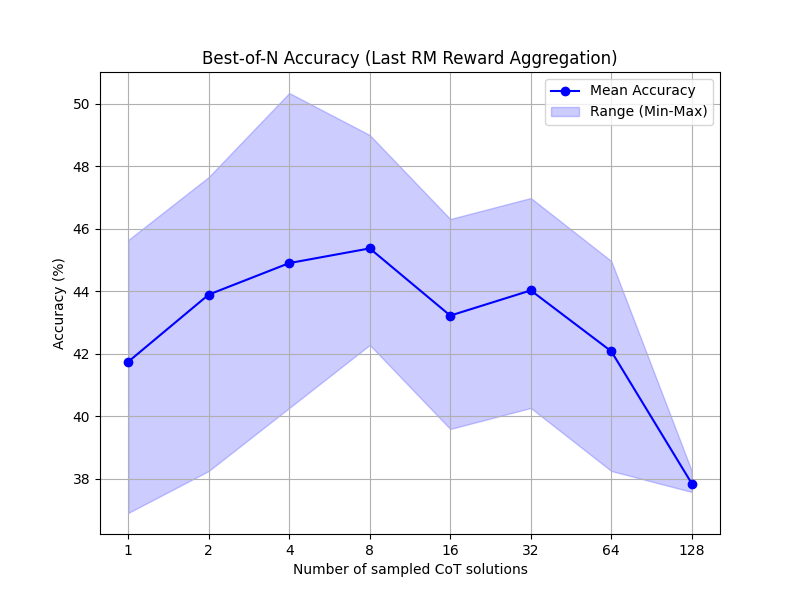 Best-of-N Accuracy (Last RM Reward Aggregation)
Mean Accuracy
Range (Min-Max)
Accuracy (%)
50
48
46
44
42
40
38
1 2 4 8 16 32 64 128
Number of sampled CoT solutions